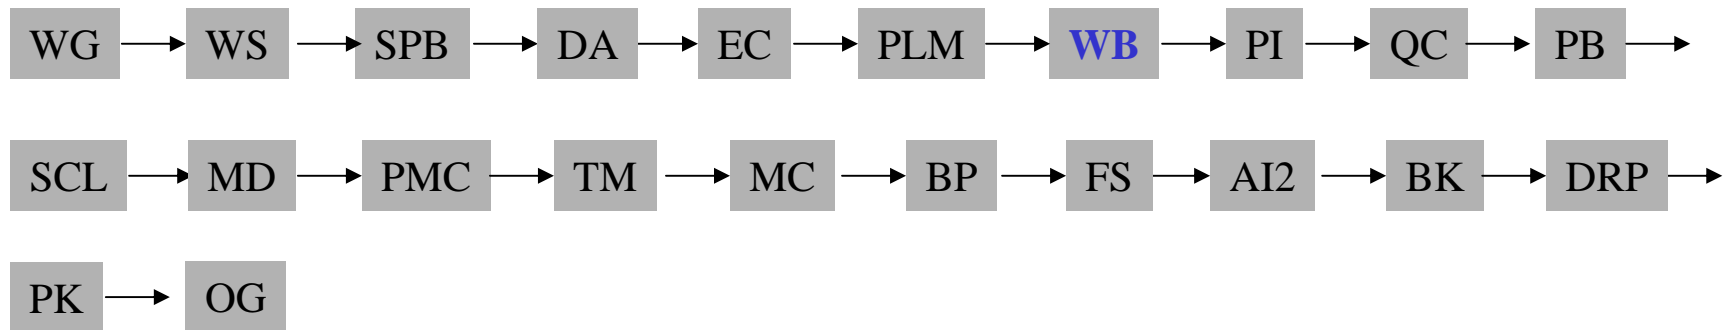 WG WS SPB DA EC PLM WB PI QC PB
SCL MD PMC TM MC BP FS AI2 BK DRP
PK OG